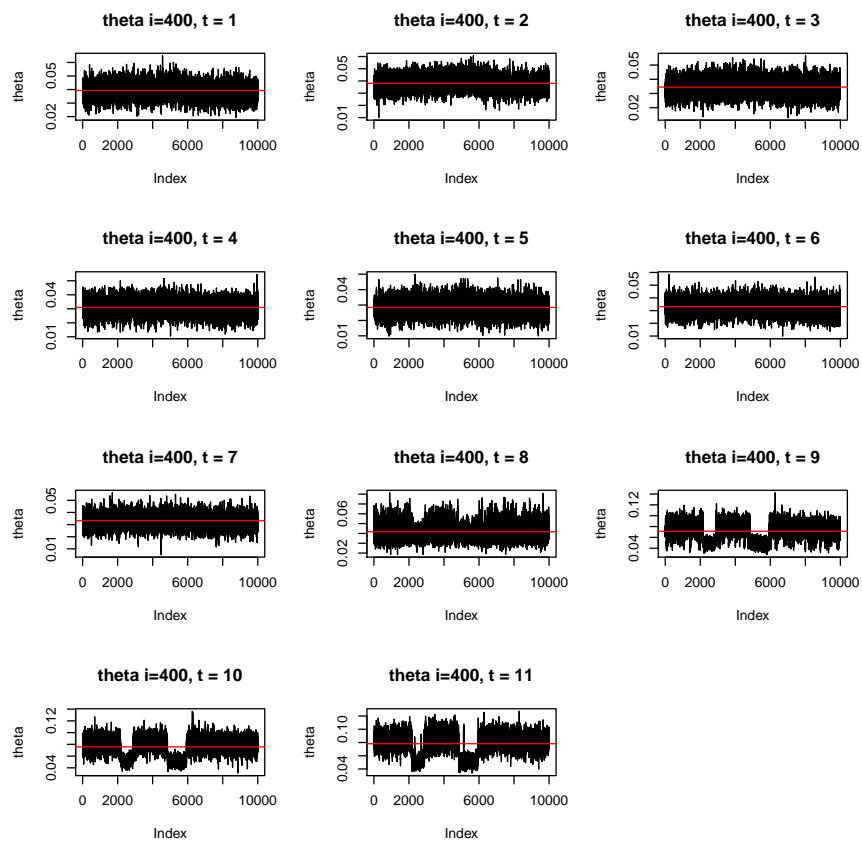 theta i=400, t = 1
theta
0.02 0.05
0 2000 6000 10000
Index
theta i=400, t = 2
theta
0.01 0.05
0 2000 6000 10000
Index
theta i=400, t = 3
theta
0.02 0.05
0 2000 6000 10000
Index
theta i=400, t = 4
theta
0.01 0.04
0 2000 6000 10000
Index
theta i=400, t = 5
theta
0.01 0.04
0 2000 6000 10000
Index
theta i=400, t = 6
theta
0.01 0.05
0 2000 6000 10000
Index
theta i=400, t = 7
theta
0.01 0.05
0 2000 6000 10000
Index
theta i=400, t = 8
theta
0.02 0.06
0 2000 6000 10000
Index
theta i=400, t = 9
theta
0.04 0.12
0 2000 6000 10000
Index
theta i=400, t = 10
theta
0.04 0.12
0 2000 6000 10000
Index
theta i=400, t = 11
theta
0.04 0.10
0 2000 6000 10000
Index